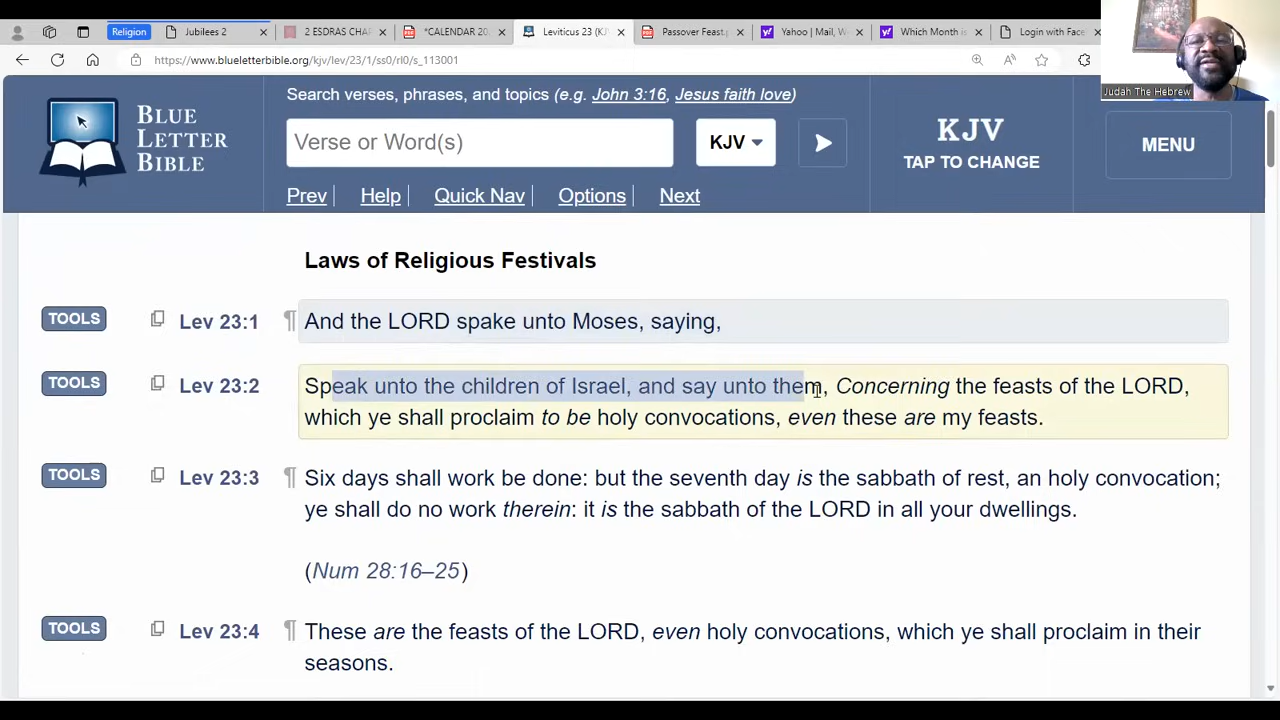 Religion
Jubilees 2
2 ESDRAS CHA
*CALENDAR 20
Leviticus 23 (KJ
Passover Feast.p
Yahoo | Mail, We
Which Month is
Login with Face
https://www.blueletterbible.org/kjv/lev/23/1/ss0/rl0/s_113001
Judah The Hebrew
BLUE
LETTER
BIBLE
Search verses, phrases, and topics (e.g. John 3:16, Jesus faith love)
Verse or Word(s)
KJV
KJV
TAP TO CHANGE
MENU
Prev
Help
Quick Nav
Options
Next
Laws of Religious Festivals
TOOLS Lev 23:1 ¶ And the LORD spake unto Moses, saying,
TOOLS Lev 23:2 Speak unto the children of Israel, and say unto them, Concerning the feasts of the LORD,
which ye shall proclaim to be holy convocations, even these are my feasts.
TOOLS Lev 23:3 ¶ Six days shall work be done: but the seventh day is the sabbath of rest, an holy convocation;
ye shall do no work therein: it is the sabbath of the LORD in all your dwellings.
(Num 28:16–25)
TOOLS Lev 23:4 ¶ These are the feasts of the LORD, even holy convocations, which ye shall proclaim in their
seasons.